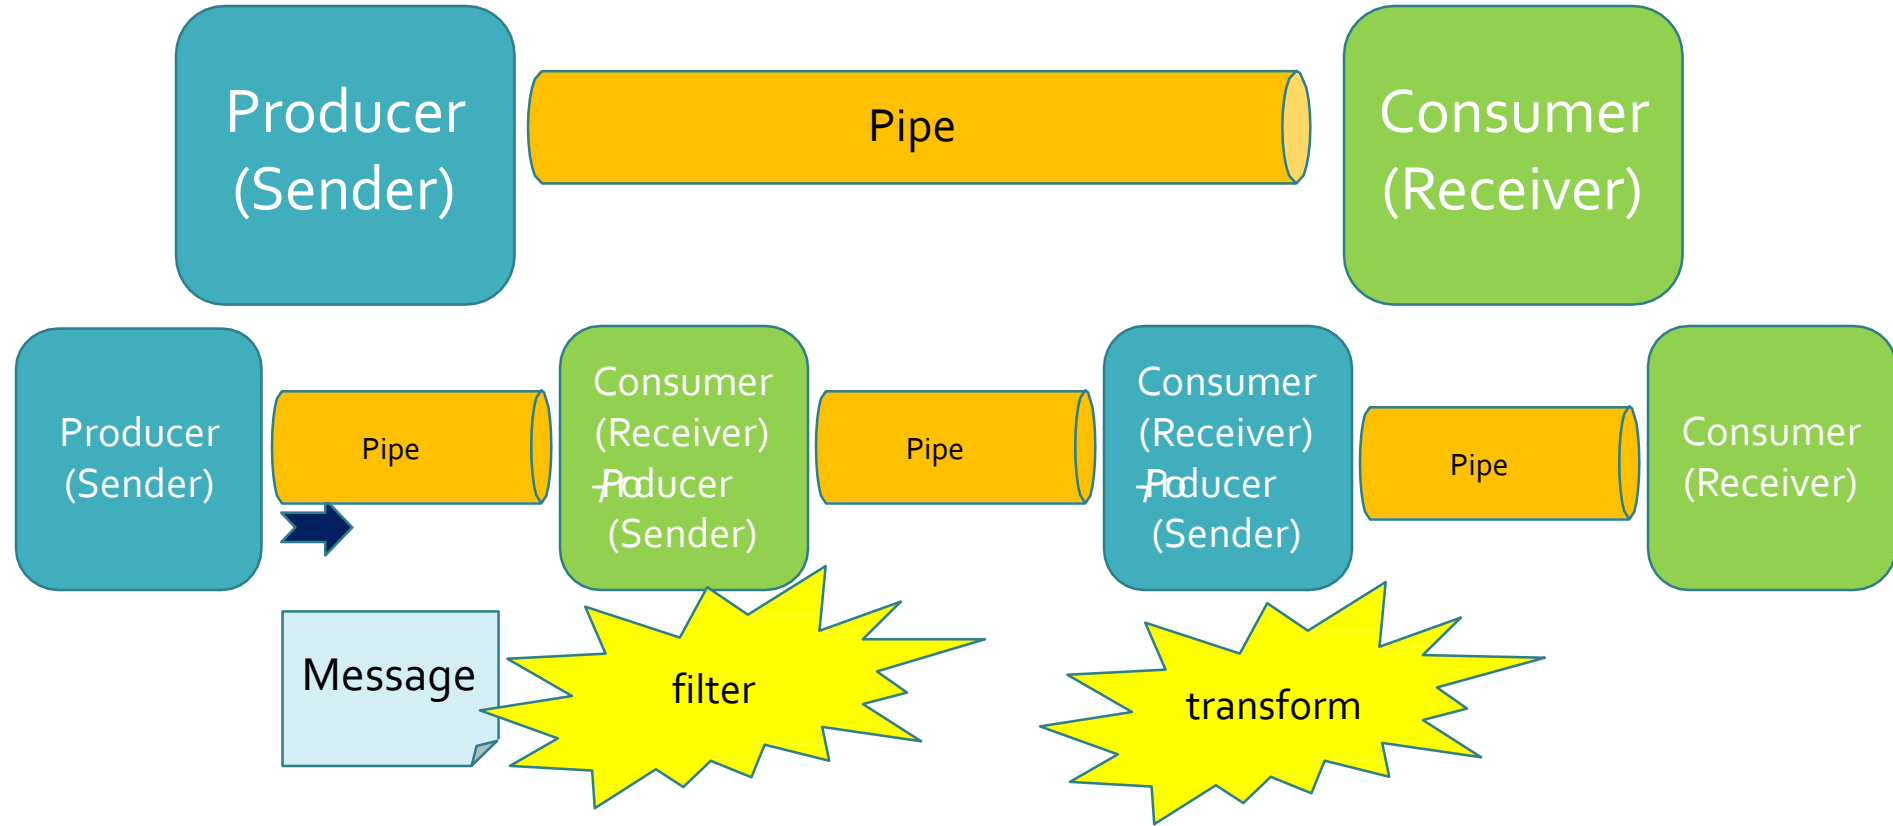 Producer
(Sender)
Pipe
Consumer
(Receiver)
Producer
(Sender)
Pipe
Consumer
(Receiver)
Producer
(Sender)
Pipe
Consumer
(Receiver)
Producer
(Sender)
Pipe
Consumer
(Receiver)
Message
filter
transform